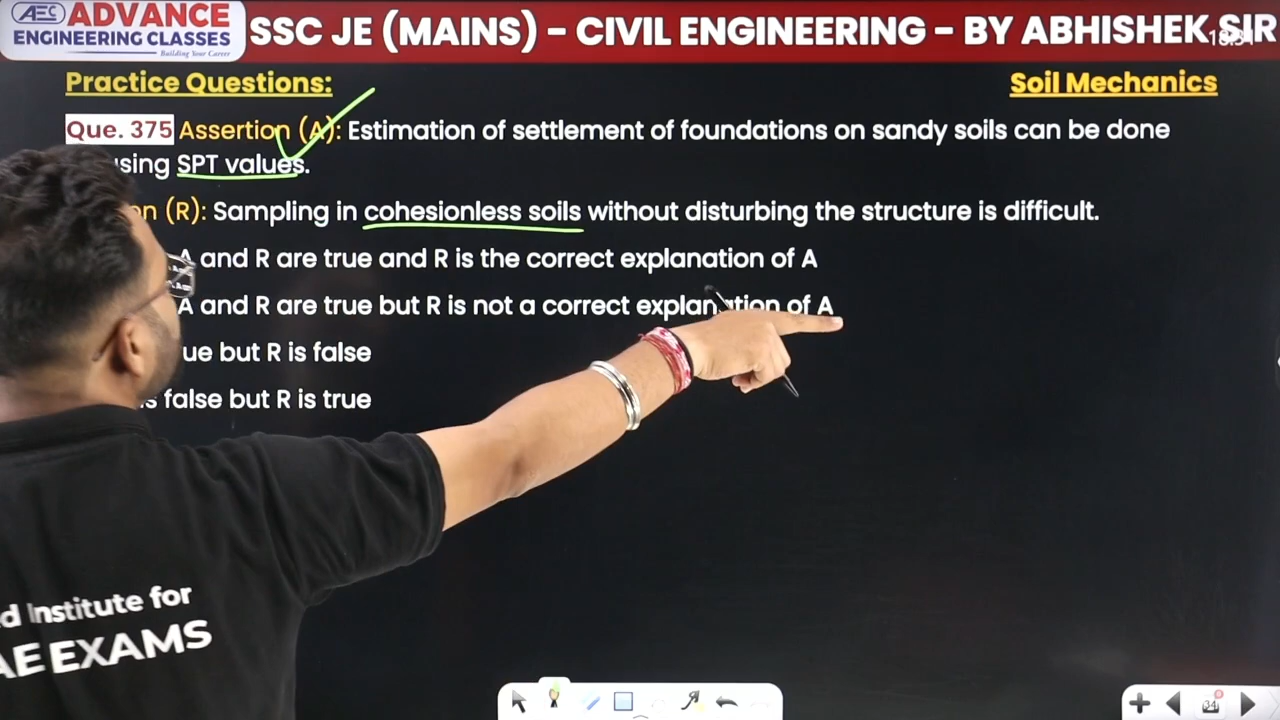 AEC ADVANCE
ENGINEERING CLASSES
Building Your Career
SSC JE (MAINS) - CIVIL ENGINEERING - BY ABHISHEK SIR
Practice Questions:
Soil Mechanics
Que. 375 Assertion (A): Estimation of settlement of foundations on sandy soils can be done
using SPT values.
(R): Sampling in cohesionless soils without disturbing the structure is difficult.
A and R are true and R is the correct explanation of A
A and R are true but R is not a correct explanation of A
but R is false
false but R is true
Institute for
AE EXAMS
34